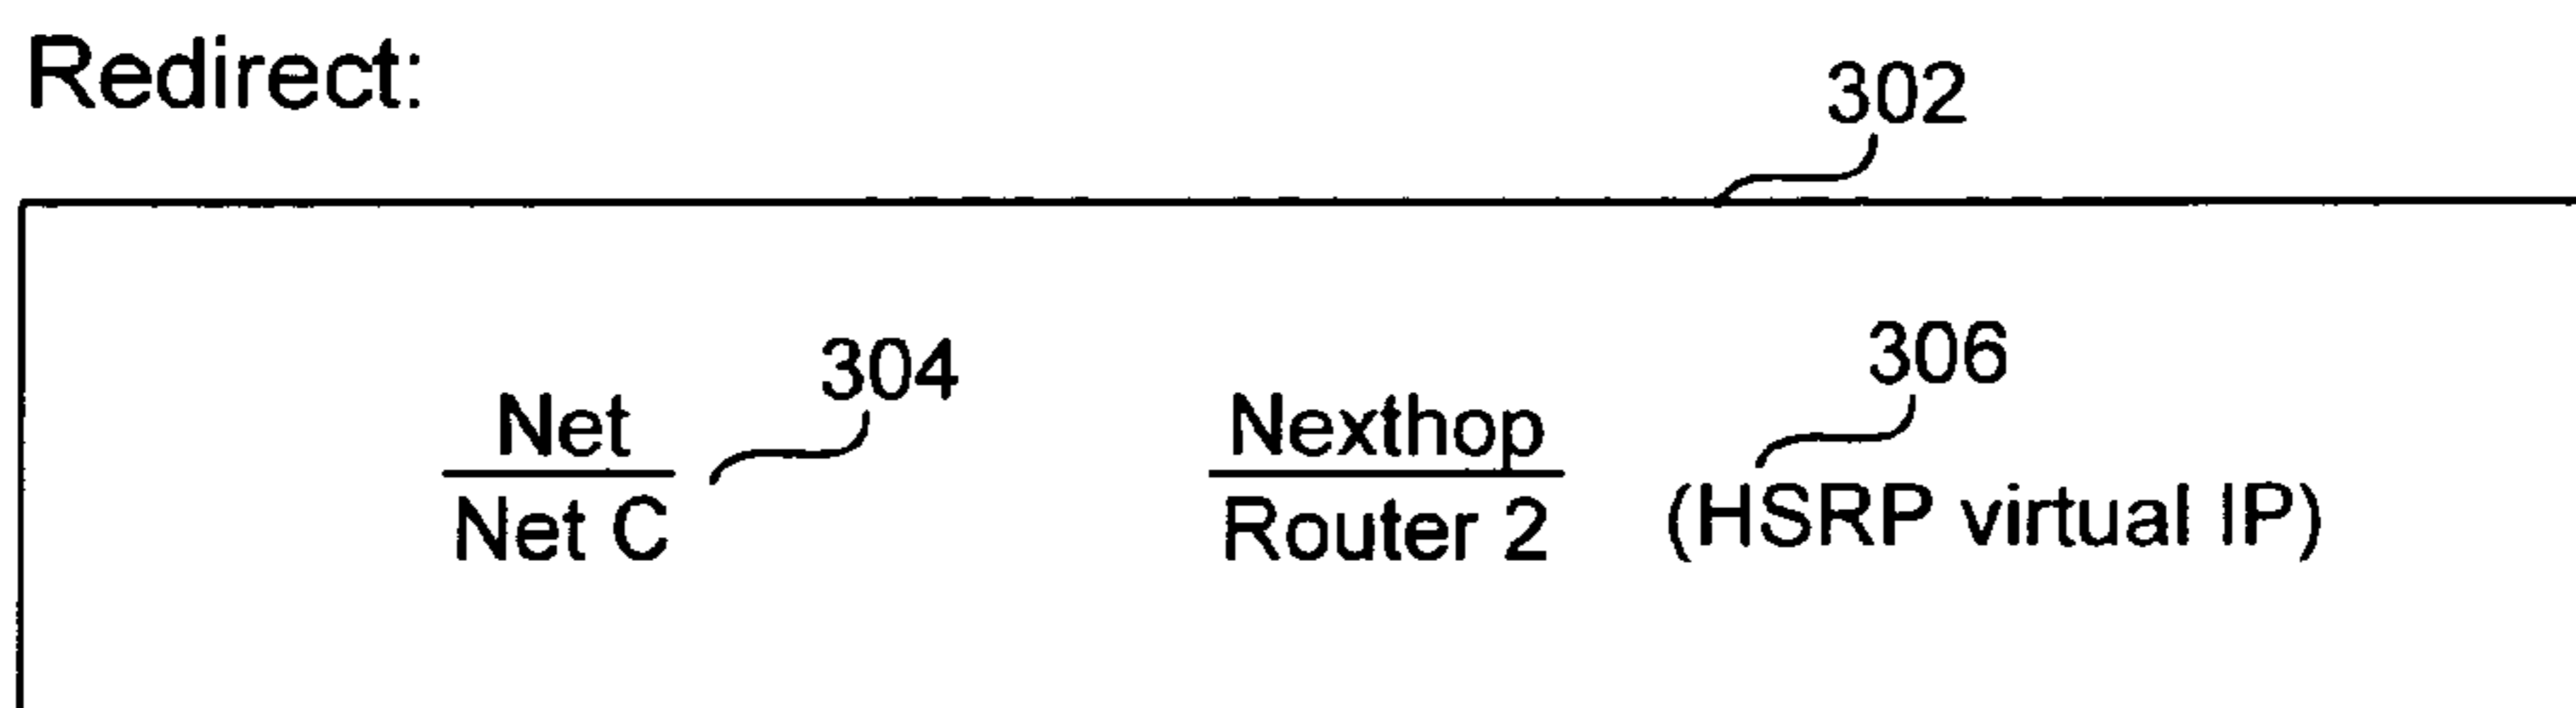 Redirect:
302
304
306
Net
Nexthop
Net C
Router 2 (HSRP virtual IP)